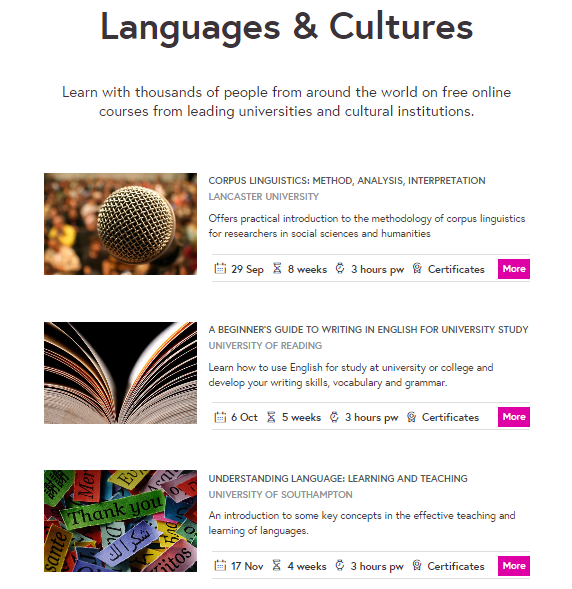 Languages & Cultures
Learn with thousands of people from around the world on free online
courses from leading universities and cultural institutions.
CORPUS LINGUISTICS: METHOD, ANALYSIS, INTERPRETATION
LANCASTER UNIVERSITY
Offers practical introduction to the methodology of corpus linguistics
for researchers in social sciences and humanities
29 Sep 8 weeks 3 hours pw Certificates More
A BEGINNER'S GUIDE TO WRITING IN ENGLISH FOR UNIVERSITY STUDY
UNIVERSITY OF READING
Learn how to use English for study at university or college and
develop your writing skills, vocabulary and grammar.
6 Oct 5 weeks 3 hours pw Certificates More
UNDERSTANDING LANGUAGE: LEARNING AND TEACHING
UNIVERSITY OF SOUTHAMPTON
An introduction to some key concepts in the effective teaching and
learning of languages.
Thank you
17 Nov 4 weeks 3 hours pw Certificates More